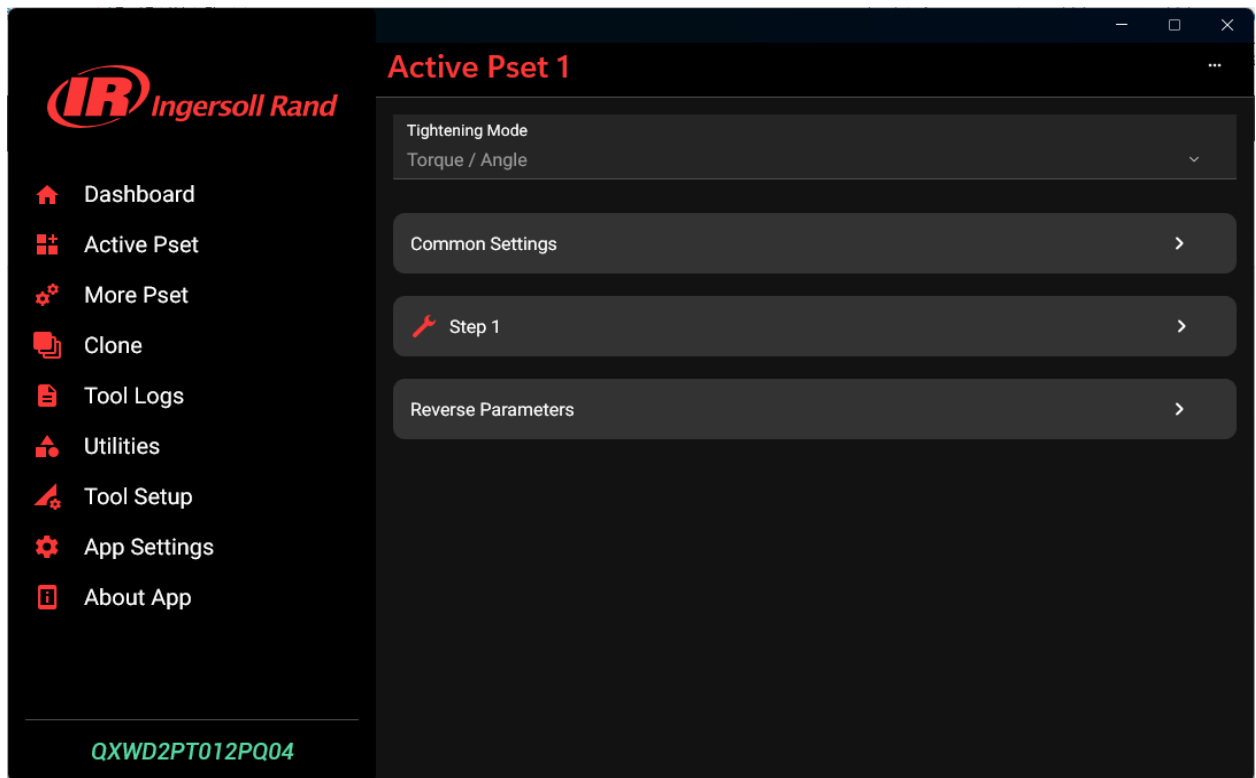 IR Ingersoll Rand
Dashboard
Active Pset
More Pset
Clone
Tool Logs
Utilities
Tool Setup
App Settings
About App
QXWD2PT012PQ04
Active Pset 1
...
Tightening Mode
Torque / Angle
Common Settings
Step 1
Reverse Parameters